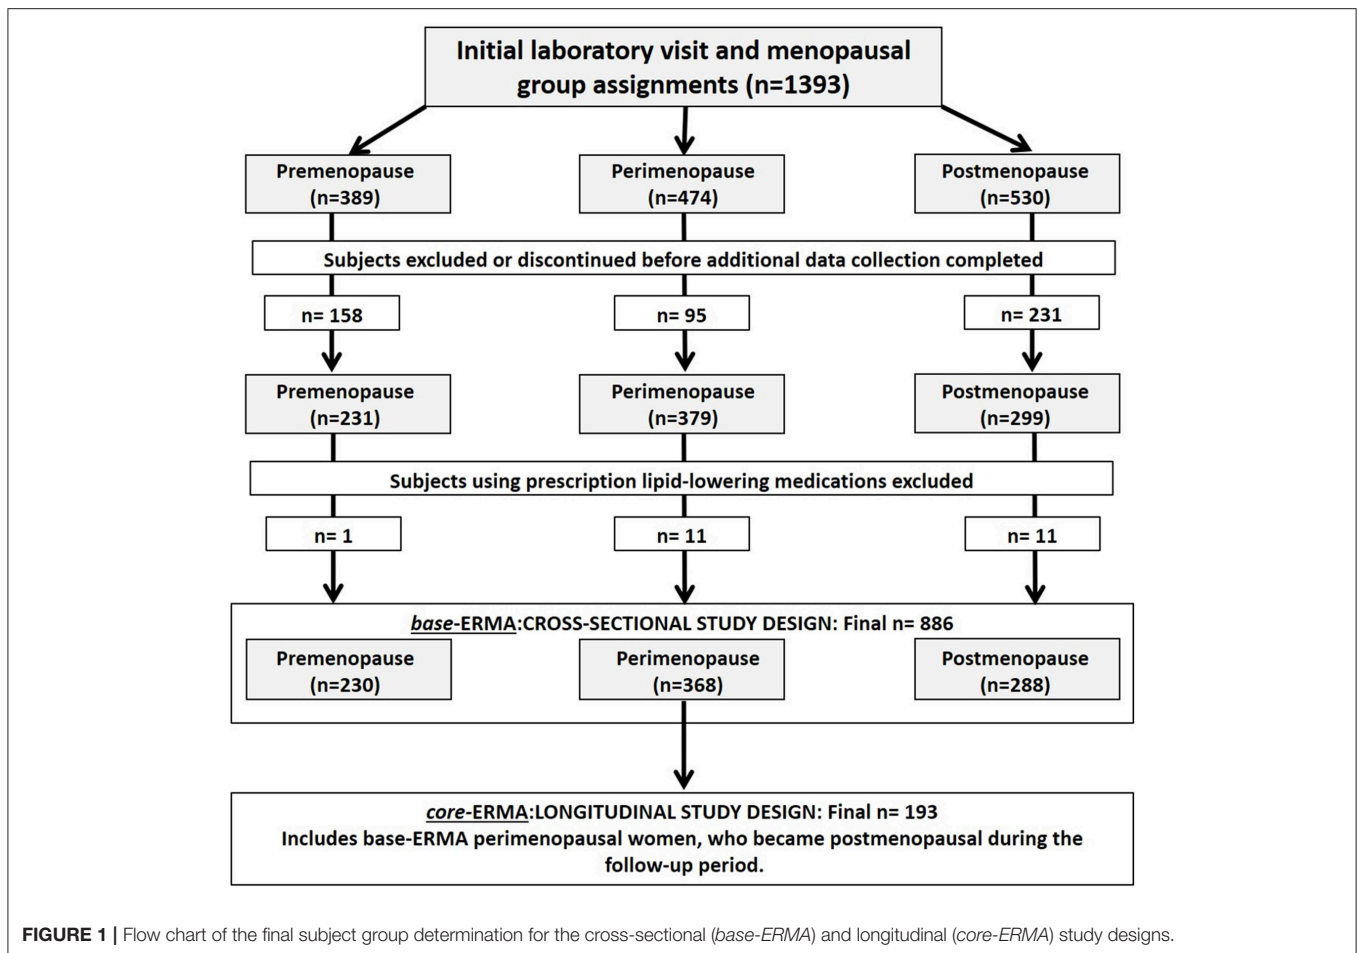 Initial laboratory visit and menopausal
group assignments (n=1393)
Premenopause
(n=389)
Perimenopause
(n=474)
Postmenopause
(n=530)
Subjects excluded or discontinued before additional data collection completed
n= 158
n= 95
n= 231
Premenopause
(n=231)
Perimenopause
(n=379)
Postmenopause
(n=299)
Subjects using prescription lipid-lowering medications excluded
n= 1
n= 11
n= 11
base-ERMA:CROSS-SECTIONAL STUDY DESIGN: Final n= 886
Premenopause
(n=230)
Perimenopause
(n=368)
Postmenopause
(n=288)
core-ERMA:LONGITUDINAL STUDY DESIGN: Final n= 193
Includes base-ERMA perimenopausal women, who became postmenopausal during the
follow-up period.
FIGURE 1 | Flow chart of the final subject group determination for the cross-sectional (base-ERMA) and longitudinal (core-ERMA) study designs.